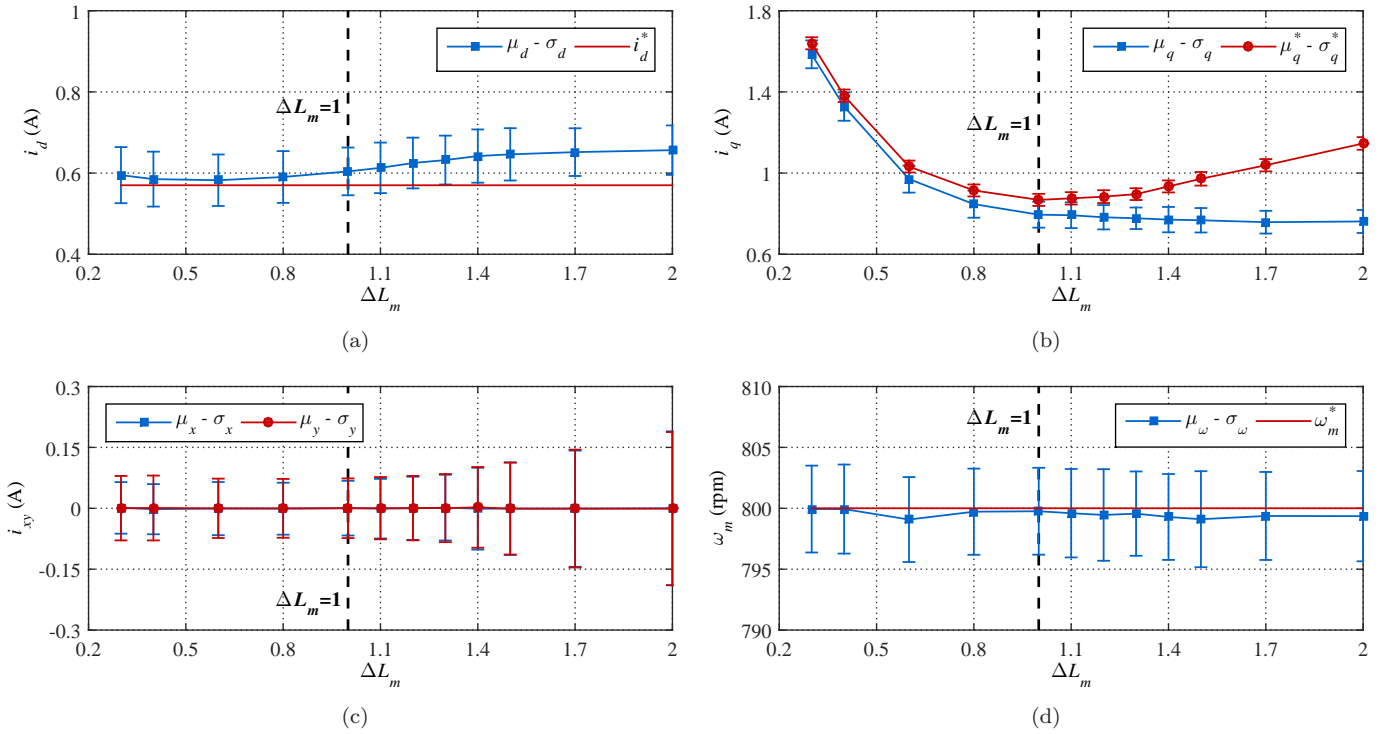 1
0.8
0.6
0.4
i_d (A)
μ_d - σ_d
i_d^*
ΔL_m=1
0.2 0.5 0.8 1.1 1.4 1.7 2
ΔL_m
(a)
1.8
1.4
1
0.6
i_q (A)
μ_q - σ_q
μ_q^* - σ_q^*
ΔL_m=1
0.2 0.5 0.8 1.1 1.4 1.7 2
ΔL_m
(b)
0.3
0.15
0
-0.15
-0.3
i_xy (A)
μ_x - σ_x
μ_y - σ_y
ΔL_m=1
0.2 0.5 0.8 1.1 1.4 1.7 2
ΔL_m
(c)
810
805
800
795
790
ω_m (rpm)
ΔL_m=1
μ_ω - σ_ω
ω_m^*
0.2 0.5 0.8 1.1 1.4 1.7 2
ΔL_m
(d)